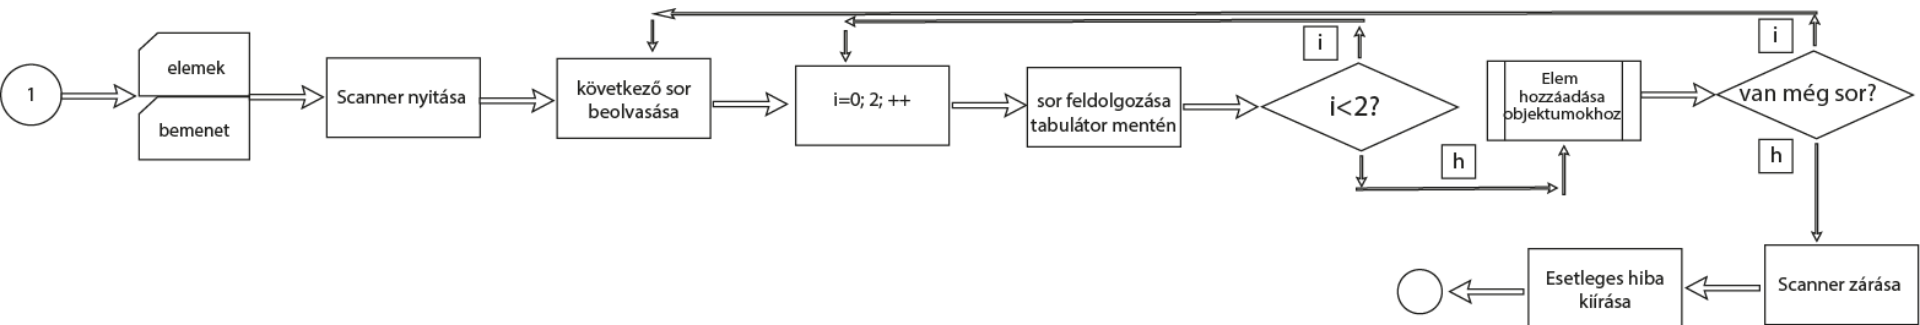 1
elemek
bemenet
Scanner nyitása
következő sor
beolvasása
i=0; 2; ++
sor feldolgozása
tabulátor mentén
i<2?
i
h
Elem
hozzáadása
objektumokhoz
van még sor?
i
h
Scanner zárása
Esetleges hiba
kiírása